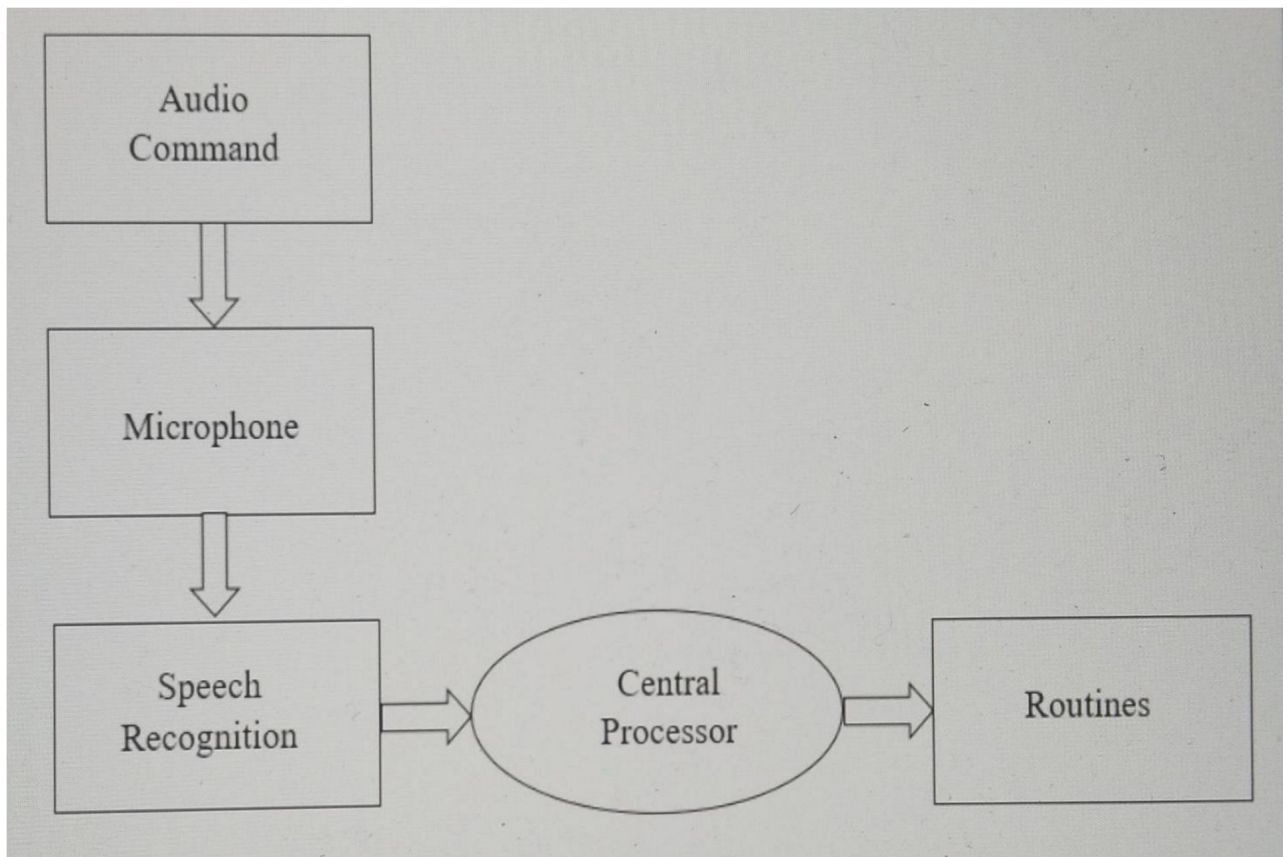 Audio
Command
Microphone
Speech
Recognition
Central
Processor
Routines